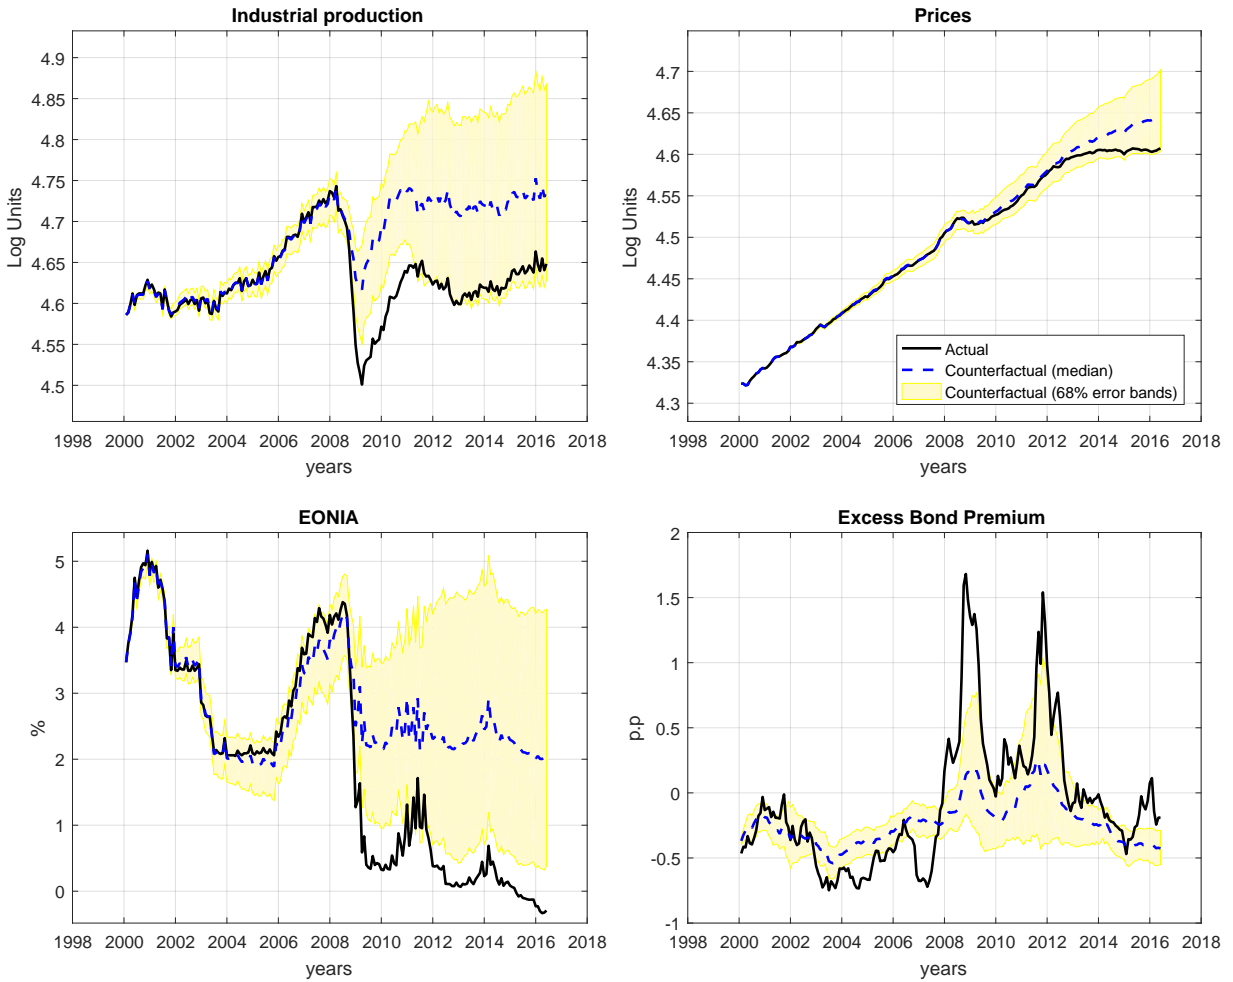 Industrial production
4.9
4.85
4.8
4.75
4.7
4.65
4.6
4.55
4.5
Log Units
1998 2000 2002 2004 2006 2008 2010 2012 2014 2016 2018
years
Prices
4.7
4.65
4.6
4.55
4.5
4.45
4.4
4.35
4.3
Log Units
Actual
Counterfactual (median)
Counterfactual (68% error bands)
1998 2000 2002 2004 2006 2008 2010 2012 2014 2016 2018
years
EONIA
5
4
3
2
1
0
%
1998 2000 2002 2004 2006 2008 2010 2012 2014 2016 2018
years
Excess Bond Premium
2
1.5
1
0.5
0
-0.5
-1
p.p
1998 2000 2002 2004 2006 2008 2010 2012 2014 2016 2018
years